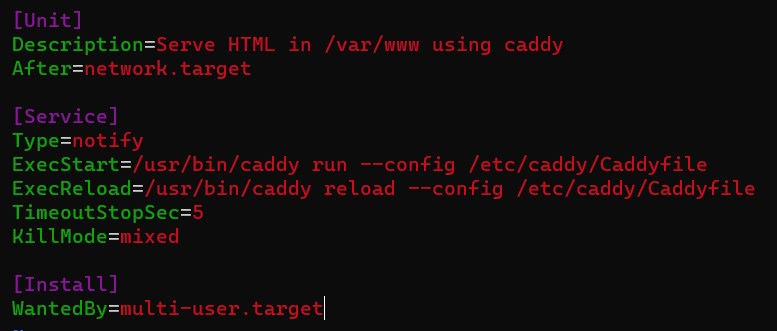 [Unit]
Description=Serve HTML in /var/www using caddy
After=network.target
[Service]
Type=notify
ExecStart=/usr/bin/caddy run --config /etc/caddy/Caddyfile
ExecReload=/usr/bin/caddy reload --config /etc/caddy/Caddyfile
TimeoutStopSec=5
KillMode=mixed
[Install]
WantedBy=multi-user.target